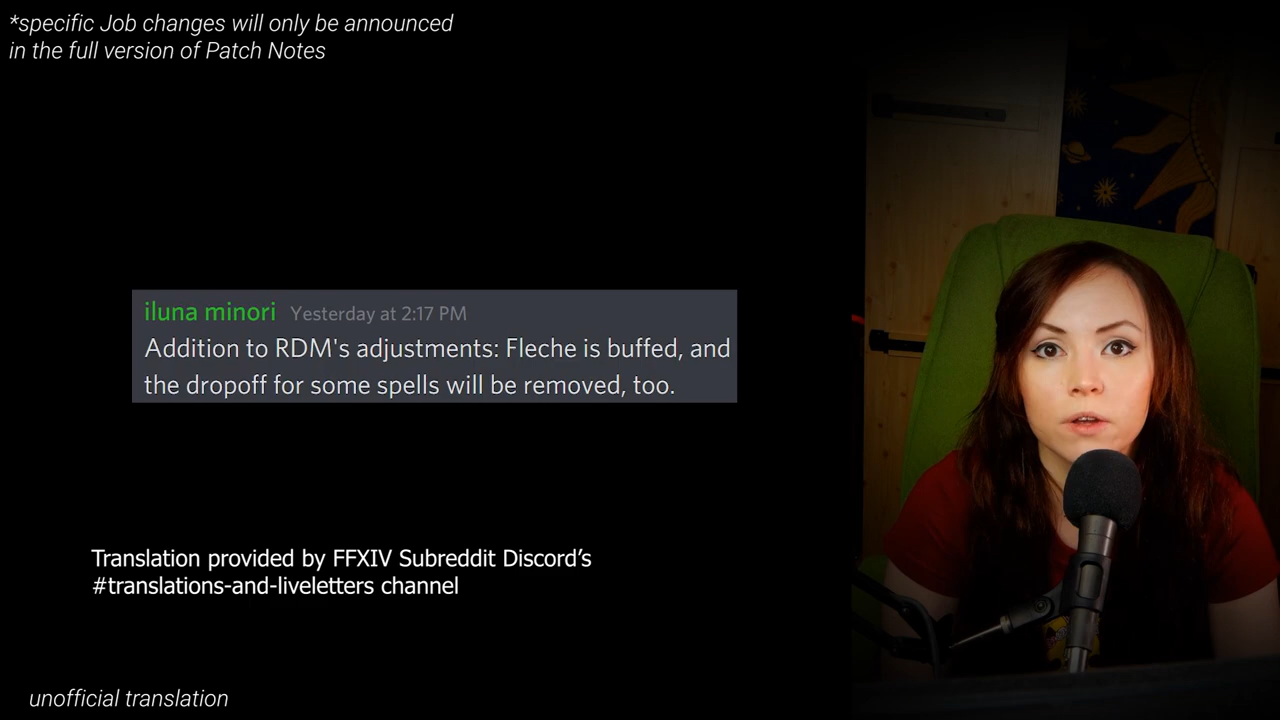 *specific Job changes will only be announced
in the full version of Patch Notes
iluna minori Yesterday at 2:17 PM
Addition to RDM's adjustments: Fleche is buffed, and
the dropoff for some spells will be removed, too.
Translation provided by FFXIV Subreddit Discord’s
#translations-and-liveletters channel
unofficial translation